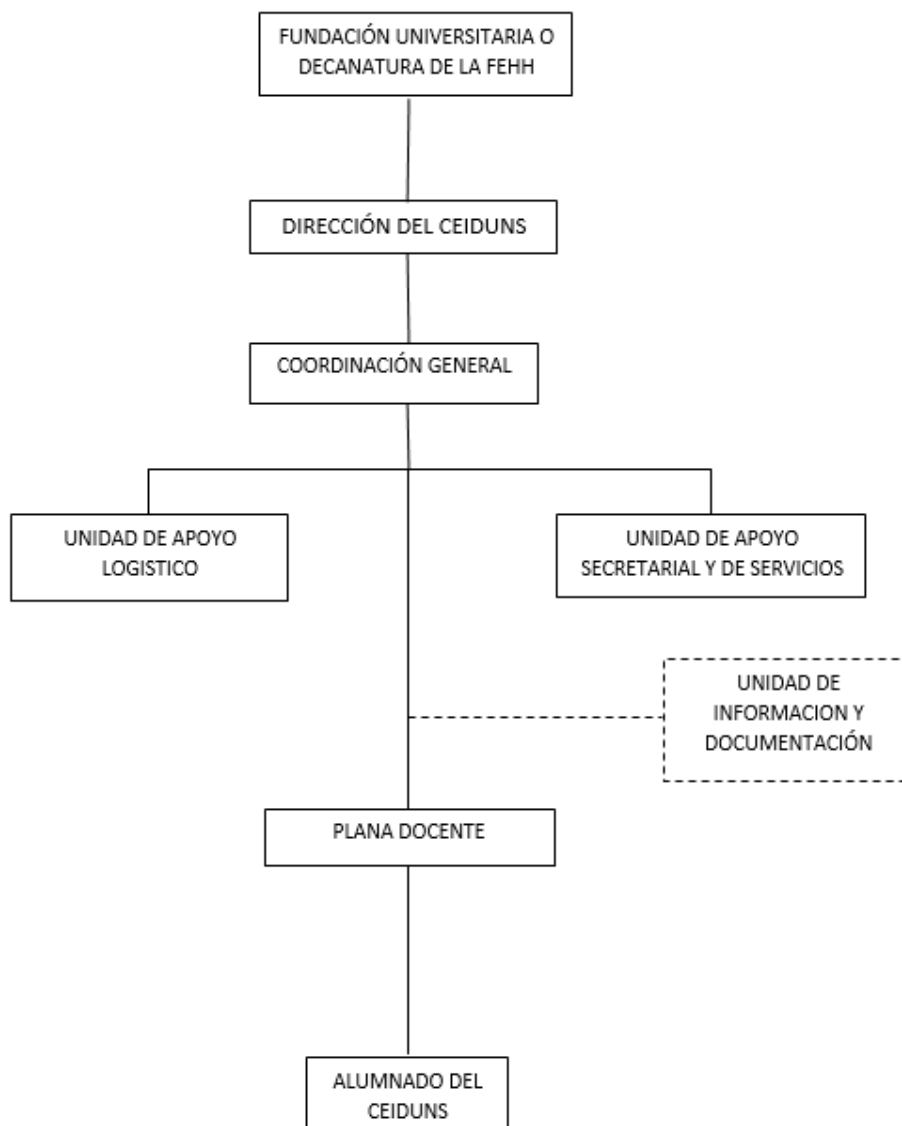 FUNDACIÓN UNIVERSITARIA O
DECANATURA DE LA FEHH
DIRECCIÓN DEL CEIDUNS
COORDINACIÓN GENERAL
UNIDAD DE APOYO
LOGISTICO
UNIDAD DE APOYO
SECRETARIAL Y DE SERVICIOS
UNIDAD DE
INFORMACION Y
DOCUMENTACIÓN
PLANA DOCENTE
ALUMNADO DEL
CEIDUNS